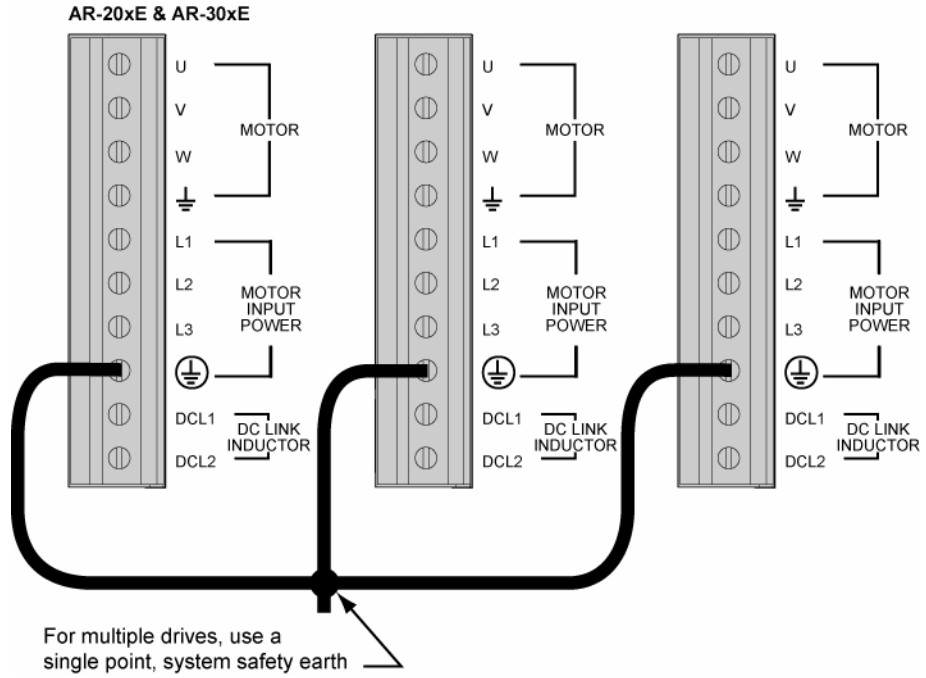 AR-20xE & AR-30xE
U
V
W
MOTOR
L1
L2
L3
MOTOR
INPUT
POWER
DCL1
DCL2
DC LINK
INDUCTOR
U
V
W
MOTOR
L1
L2
L3
MOTOR
INPUT
POWER
DCL1
DCL2
DC LINK
INDUCTOR
U
V
W
MOTOR
L1
L2
L3
MOTOR
INPUT
POWER
DCL1
DCL2
DC LINK
INDUCTOR
For multiple drives, use a
single point, system safety earth